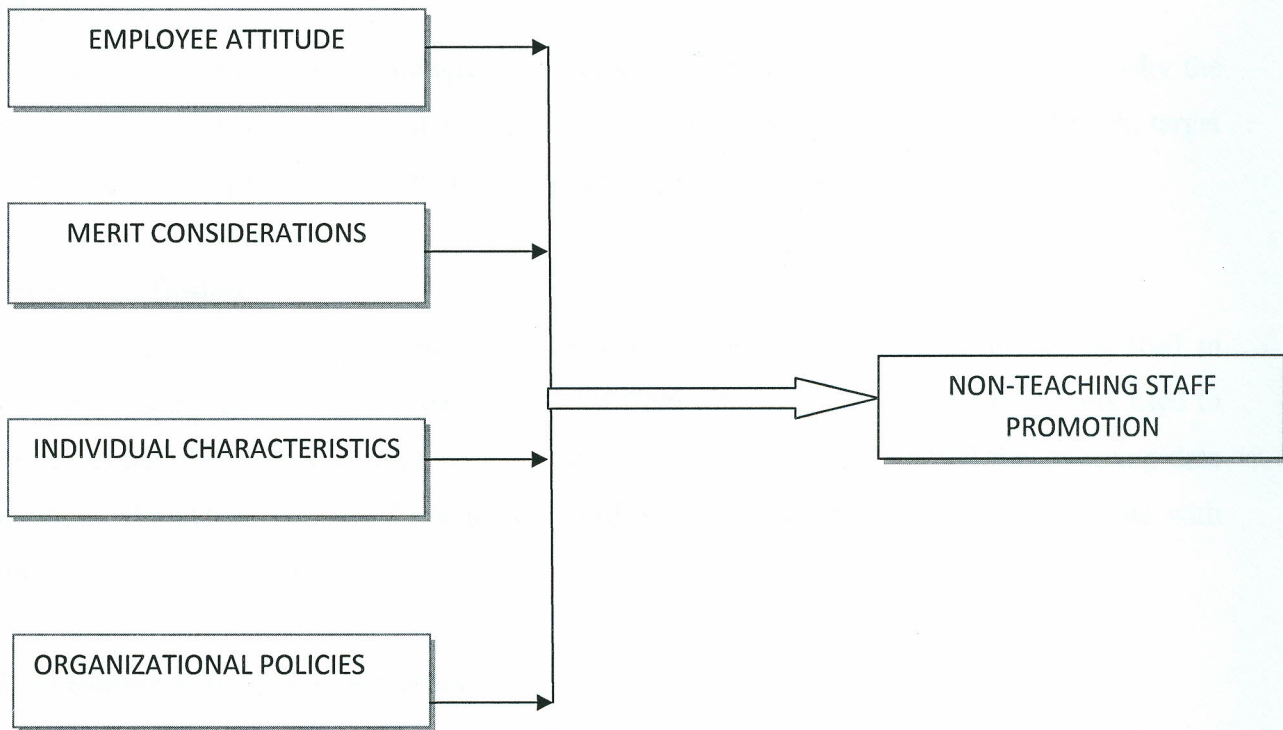 EMPLOYEE ATTITUDE
MERIT CONSIDERATIONS
INDIVIDUAL CHARACTERISTICS
ORGANIZATIONAL POLICIES
NON-TEACHING STAFF
PROMOTION